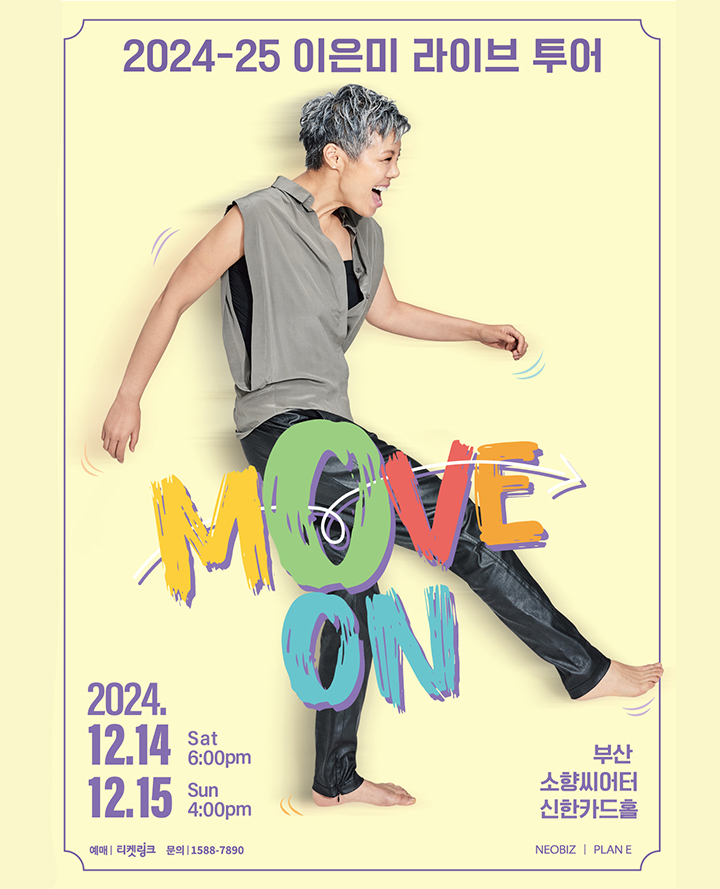 2024-25 이은미 라이브 투어
MOVE
ON
2024.
12.14 Sat 6:00pm
12.15 Sun 4:00pm
부산
소향씨어터
신한카드홀
예매 | 티켓링크 문의 | 1588-7890
NEOBIZ | PLAN E